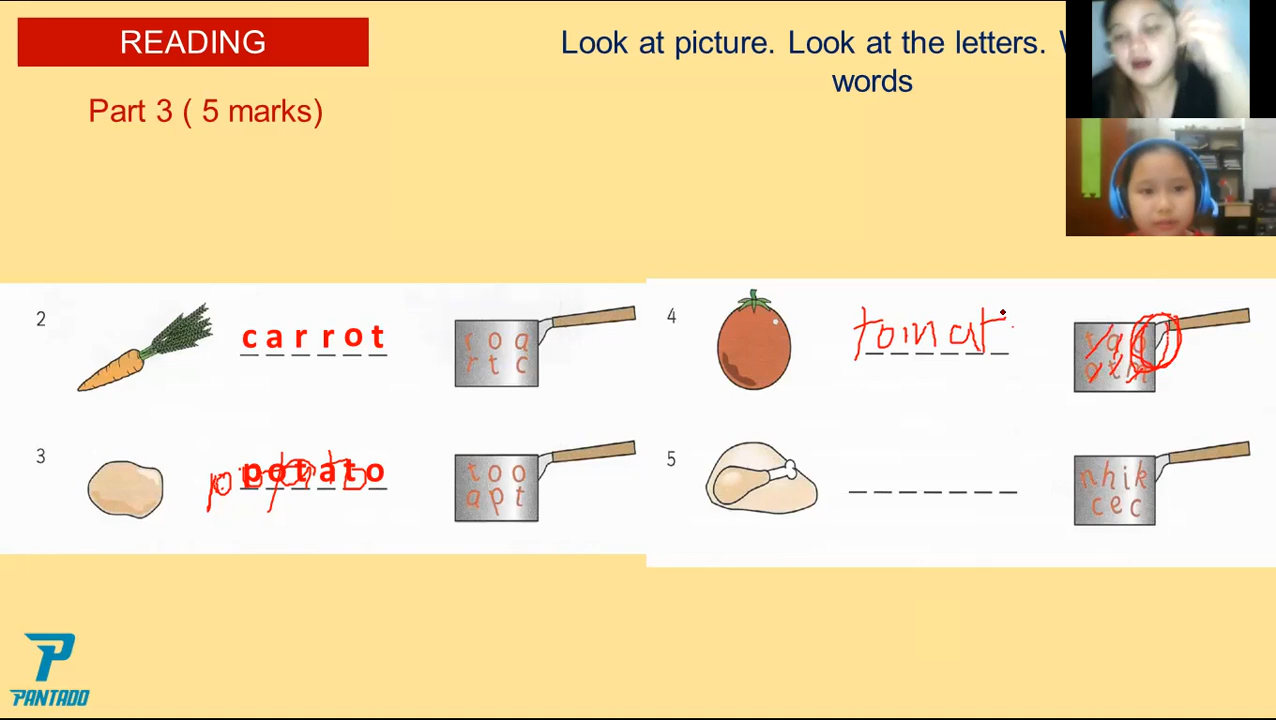 READING
Look at picture. Look at the letters.
words
Part 3 ( 5 marks)
2
carrot
r o a
r t c
3
potato
potato
t o o
a p t
4
tomat
t a o
o t m
5
_ _ _ _ _ _ _
n h i k
c e c
PANTADO